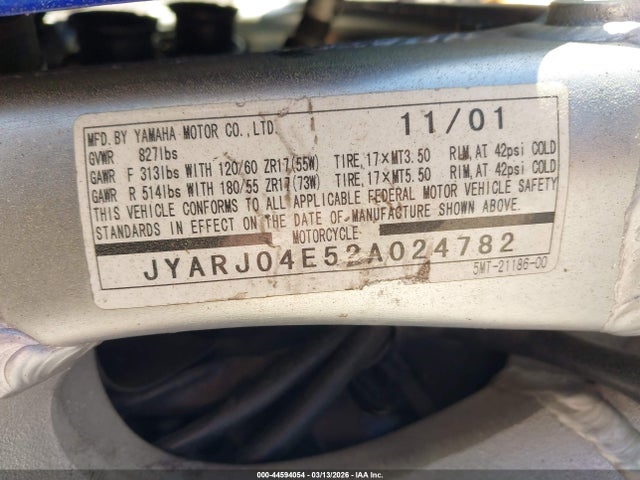 MFD. BY YAMAHA MOTOR CO., LTD. 11/01
GVWR 827lbs
GAWR F 313lbs WITH 120/60 ZR17(55W) TIRE, 17×MT3.50 RIM, AT 42psi COLD
GAWR R 514lbs WITH 180/55 ZR17(73W) TIRE, 17×MT5.50 RIM, AT 42psi COLD
THIS VEHICLE CONFORMS TO ALL APPLICABLE FEDERAL MOTOR VEHICLE SAFETY
STANDARDS IN EFFECT ON THE DATE OF MANUFACTURE SHOWN ABOVE.
MOTORCYCLE
JYARJ04E52A024782
5MT-21186-00
000-44594054 | 03/13/2026 | IAA Inc.